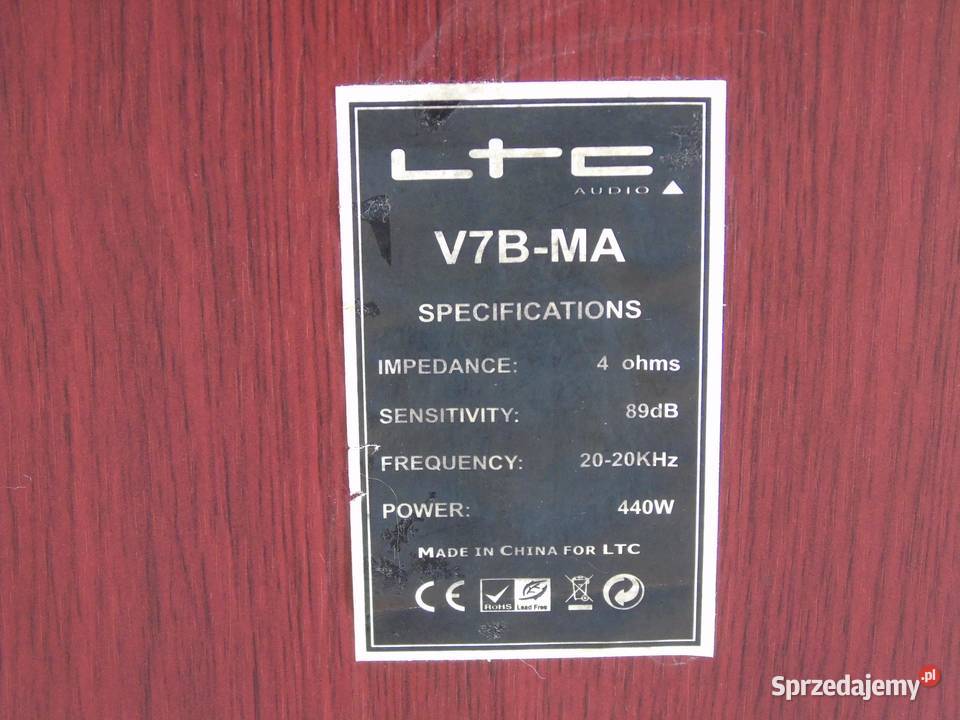 LTC
AUDIO
V7B-MA
SPECIFICATIONS
IMPEDANCE: 4 ohms
SENSITIVITY: 89dB
FREQUENCY: 20-20KHz
POWER: 440W
MADE IN CHINA FOR LTC
CE RoHS Lead Free
Sprzedajemy.pl